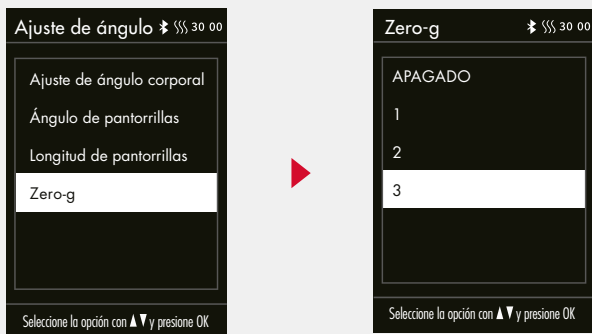 Ajuste de ángulo 30 00
Ajuste de ángulo corporal
Ángulo de pantorrillas
Longitud de pantorrillas
Zero-g
Seleccione la opción con ▲▼ y presione OK
Zero-g 30 00
APAGADO
1
2
3
Seleccione la opción con ▲▼ y presione OK